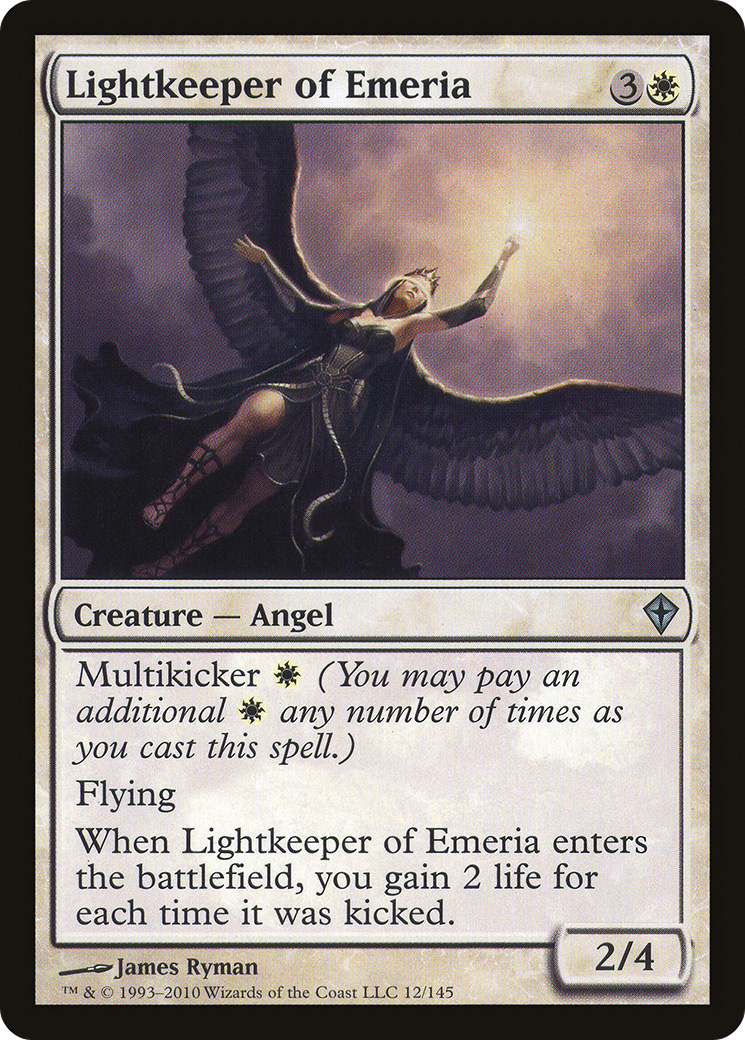 Lightkeeper of Emeria 3
Creature — Angel
Multikicker (You may pay an
additional any number of times as
you cast this spell.)
Flying
When Lightkeeper of Emeria enters
the battlefield, you gain 2 life for
each time it was kicked.
2/4
James Ryman
™ & © 1993–2010 Wizards of the Coast LLC 12/145